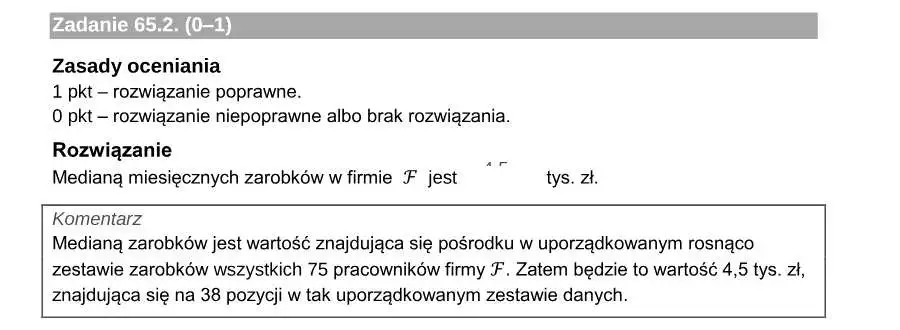 Zadanie 65.2. (0–1)
Zasady oceniania
1 pkt – rozwiązanie poprawne.
0 pkt – rozwiązanie niepoprawne albo brak rozwiązania.
Rozwiązanie
Medianą miesięcznych zarobków w firmie ℱ jest tys. zł.
Komentarz
Medianą zarobków jest wartość znajdująca się pośrodku w uporządkowanym rosnąco
zestawie zarobków wszystkich 75 pracowników firmy ℱ. Zatem będzie to wartość 4,5 tys. zł,
znajdująca się na 38 pozycji w tak uporządkowanym zestawie danych.